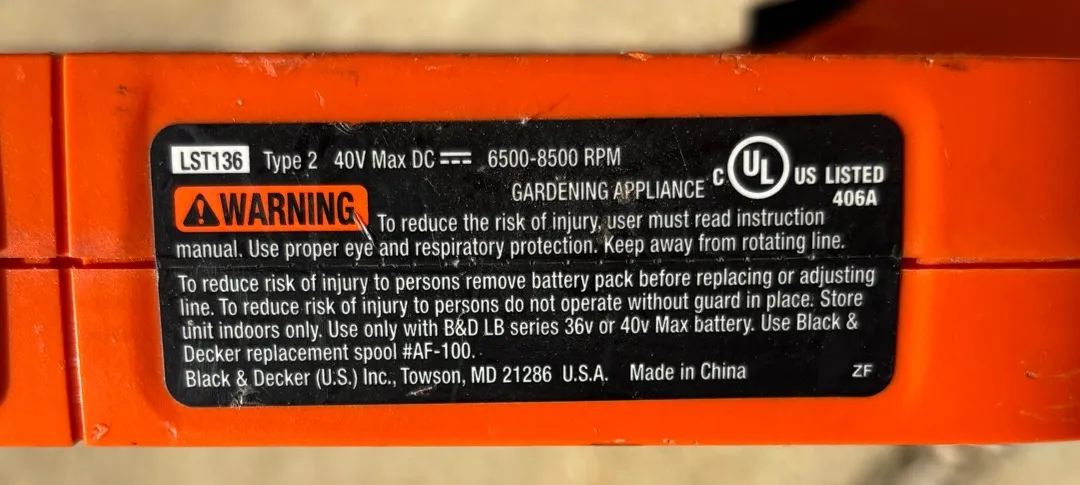 LST136 Type 2 40V Max DC 6500-8500 RPM
GARDENING APPLIANCE C UL US LISTED
406A
WARNING To reduce the risk of injury, user must read instruction
manual. Use proper eye and respiratory protection. Keep away from rotating line.
To reduce risk of injury to persons remove battery pack before replacing or adjusting
line. To reduce risk of injury to persons do not operate without guard in place. Store
unit indoors only. Use only with B&D LB series 36v or 40v Max battery. Use Black &
Decker replacement spool #AF-100.
Black & Decker (U.S.) Inc., Towson, MD 21286 U.S.A. Made in China ZF